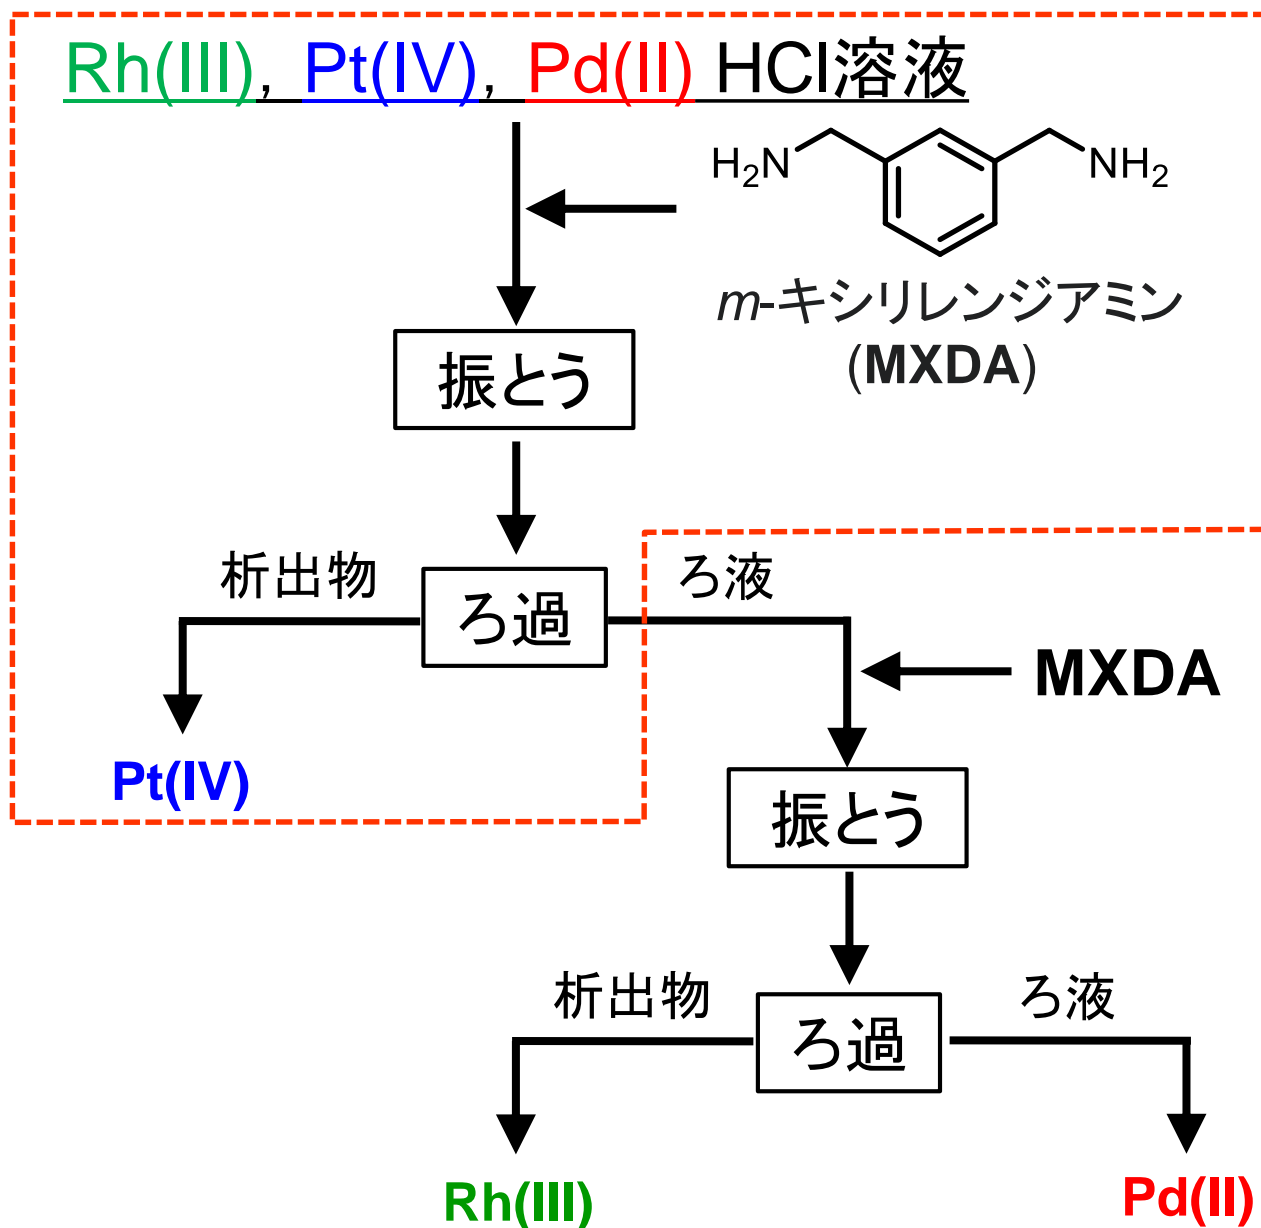 Rh(III), Pt(IV), Pd(II) HCl溶液
H₂N
NH₂
m-キシリレンジアミン
(MXDA)
振とう
析出物
ろ過
ろ液
MXDA
Pt(IV)
振とう
析出物
ろ過
ろ液
Rh(III)
Pd(II)